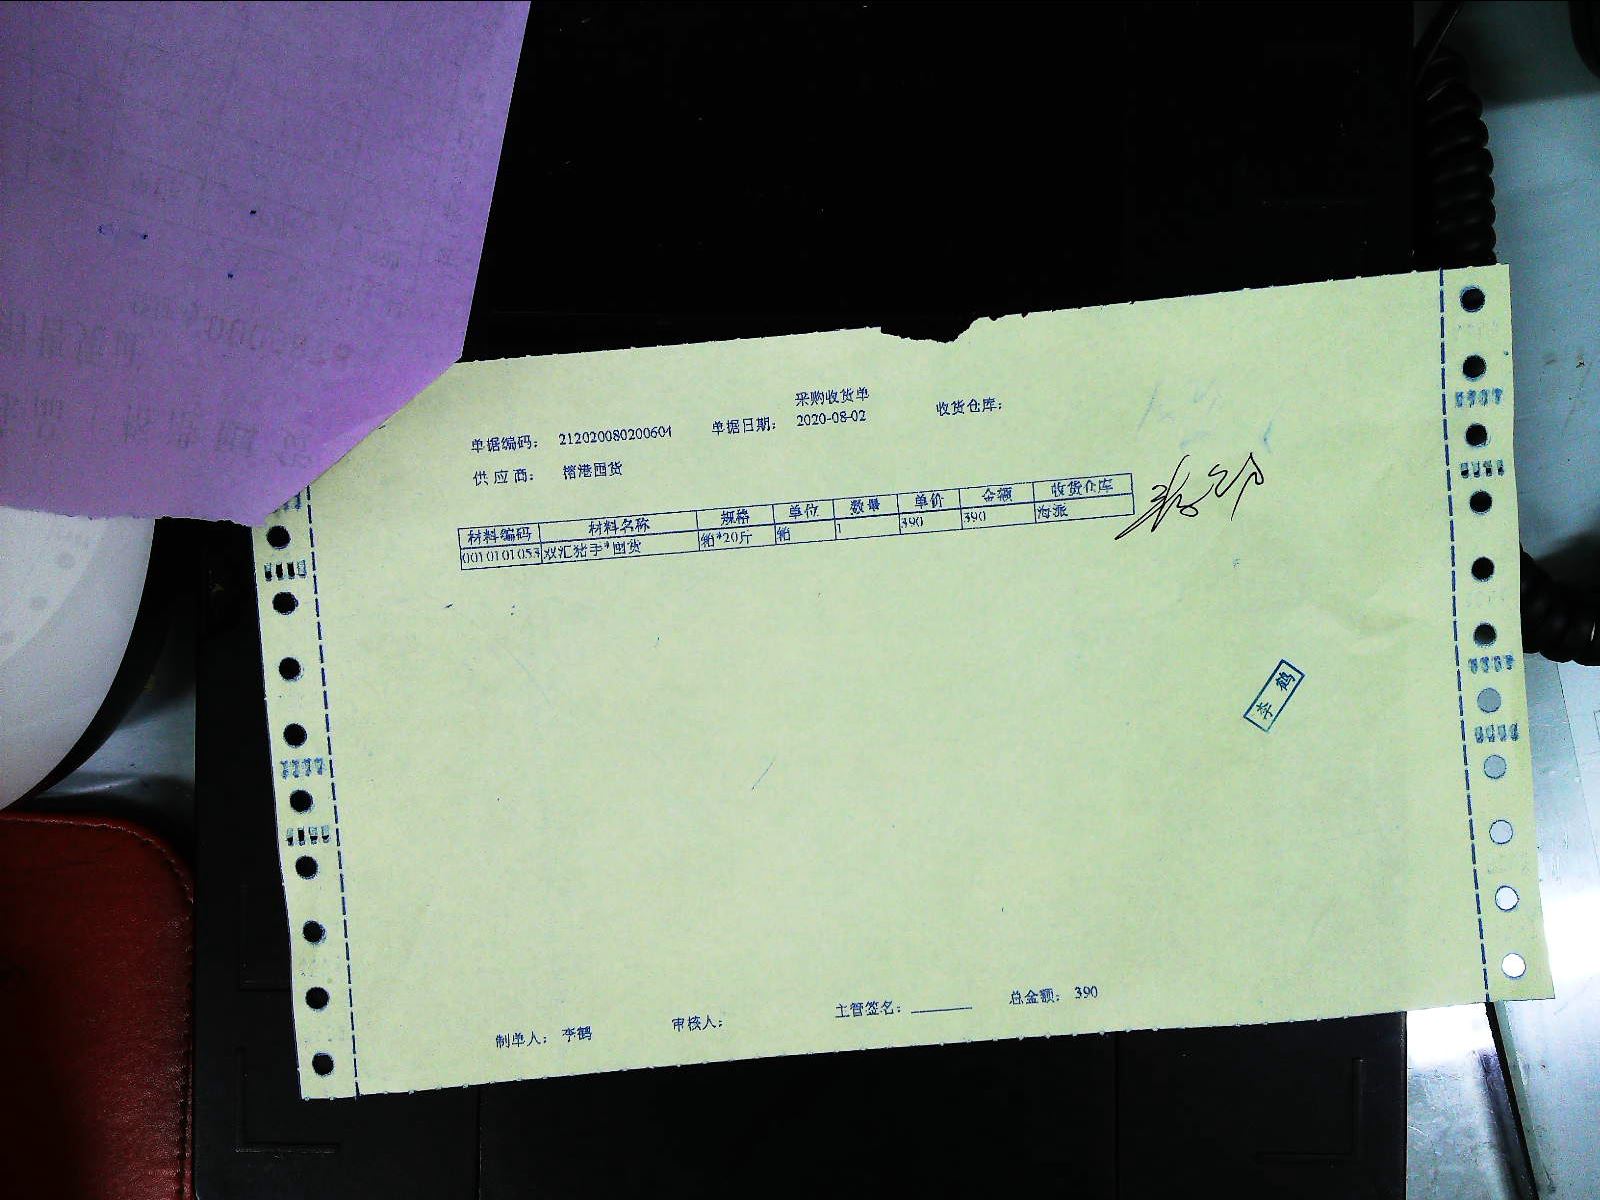 采购收货单
单据编码： 212020080200604 单据日期： 2020-08-02 收货仓库：
供应商： 榕港囤货
材料编码 材料名称 规格 单位 数量 单价 金额 收货仓库
0010101053 双汇猪手*囤货 箱*20斤 箱 1 390 390 海派
李鹤
制单人： 李鹤 审核人： 主管签名： 总金额： 390